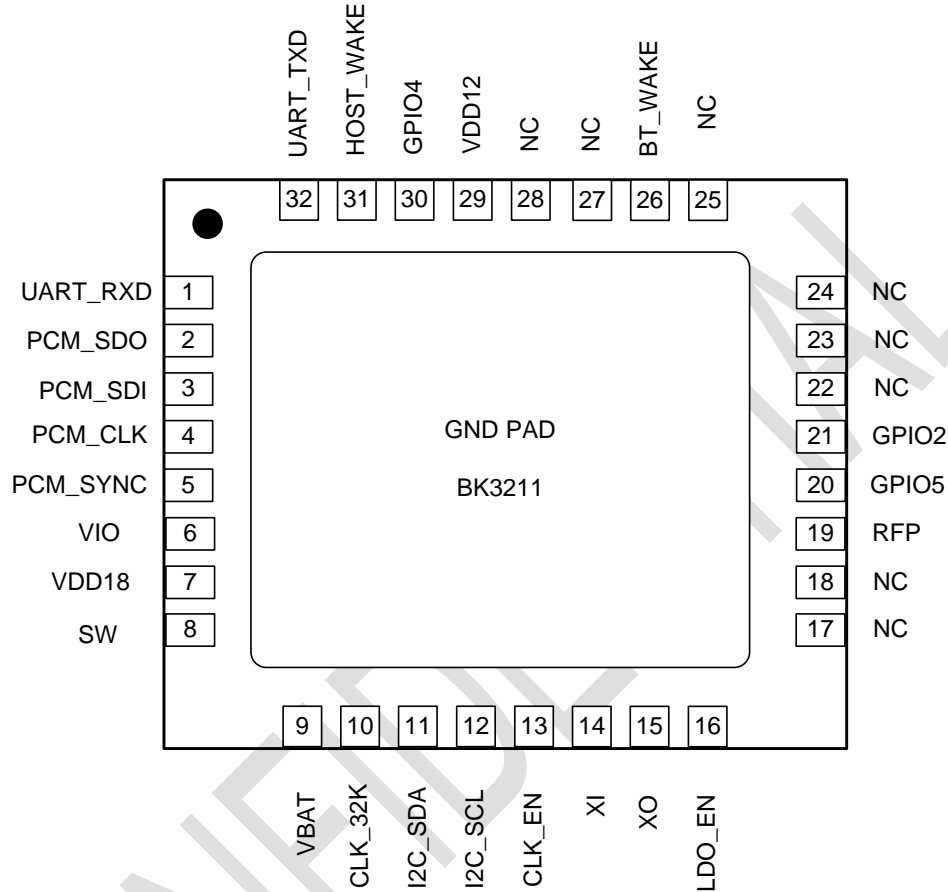 UART_TXD
HOST_WAKE
GPIO4
VDD12
NC
NC
BT_WAKE
NC
32 31 30 29 28 27 26 25
UART_RXD 1
PCM_SDO 2
PCM_SDI 3
PCM_CLK 4
PCM_SYNC 5
VIO 6
VDD18 7
SW 8
GND PAD
BK3211
24 NC
23 NC
22 NC
21 GPIO2
20 GPIO5
19 RFP
18 NC
17 NC
9 10 11 12 13 14 15 16
VBAT
CLK_32K
I2C_SDA
I2C_SCL
CLK_EN
XI
XO
LDO_EN